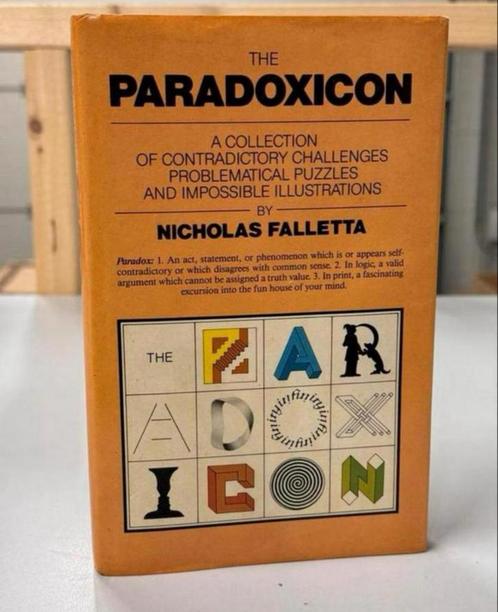 THE
PARADOXICON
A COLLECTION
OF CONTRADICTORY CHALLENGES
PROBLEMATICAL PUZZLES
AND IMPOSSIBLE ILLUSTRATIONS
BY
NICHOLAS FALLETTA
Paradox: 1. An act, statement, or phenomenon which is or appears self-
contradictory or which disagrees with common sense. 2. In logic, a valid
argument which cannot be assigned a truth value. 3. In print, a fascinating
excursion into the fun house of your mind.
THE P A R
A D O X
I C O N